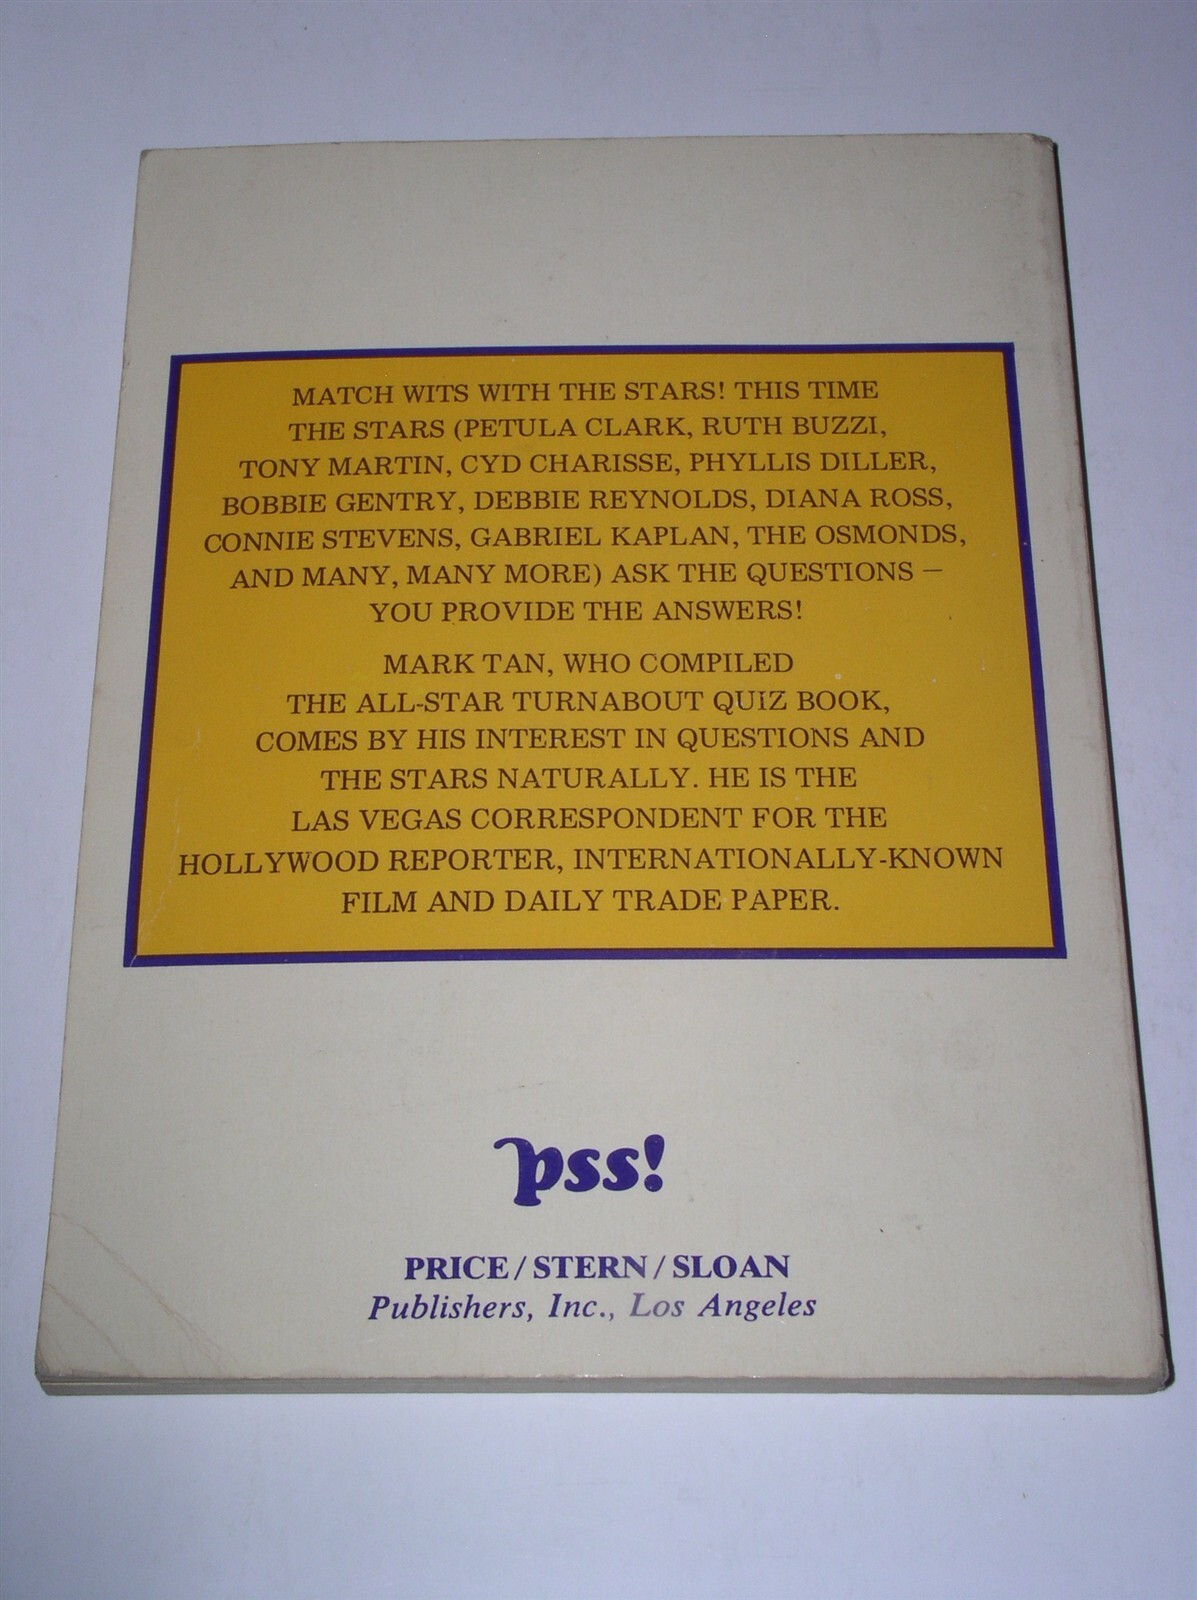 MATCH WITS WITH THE STARS! THIS TIME
THE STARS (PETULA CLARK, RUTH BUZZI,
TONY MARTIN, CYD CHARISSE, PHYLLIS DILLER,
BOBBIE GENTRY, DEBBIE REYNOLDS, DIANA ROSS,
CONNIE STEVENS, GABRIEL KAPLAN, THE OSMONDS,
AND MANY, MANY MORE) ASK THE QUESTIONS —
YOU PROVIDE THE ANSWERS!
MARK TAN, WHO COMPILED
THE ALL-STAR TURNABOUT QUIZ BOOK,
COMES BY HIS INTEREST IN QUESTIONS AND
THE STARS NATURALLY. HE IS THE
LAS VEGAS CORRESPONDENT FOR THE
HOLLYWOOD REPORTER, INTERNATIONALLY-KNOWN
FILM AND DAILY TRADE PAPER.
pss!
PRICE/STERN/SLOAN
Publishers, Inc., Los Angeles